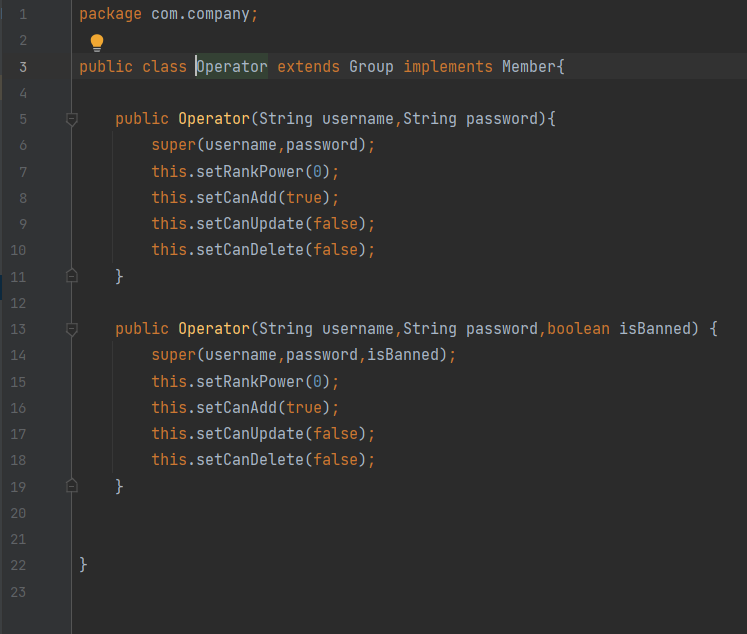 1 package com.company;
2
3 public class Operator extends Group implements Member{
4
5 public Operator(String username,String password){
6 super(username,password);
7 this.setRankPower(0);
8 this.setCanAdd(true);
9 this.setCanUpdate(false);
10 this.setCanDelete(false);
11 }
12
13 public Operator(String username,String password,boolean isBanned) {
14 super(username,password,isBanned);
15 this.setRankPower(0);
16 this.setCanAdd(true);
17 this.setCanUpdate(false);
18 this.setCanDelete(false);
19 }
20
21
22 }
23